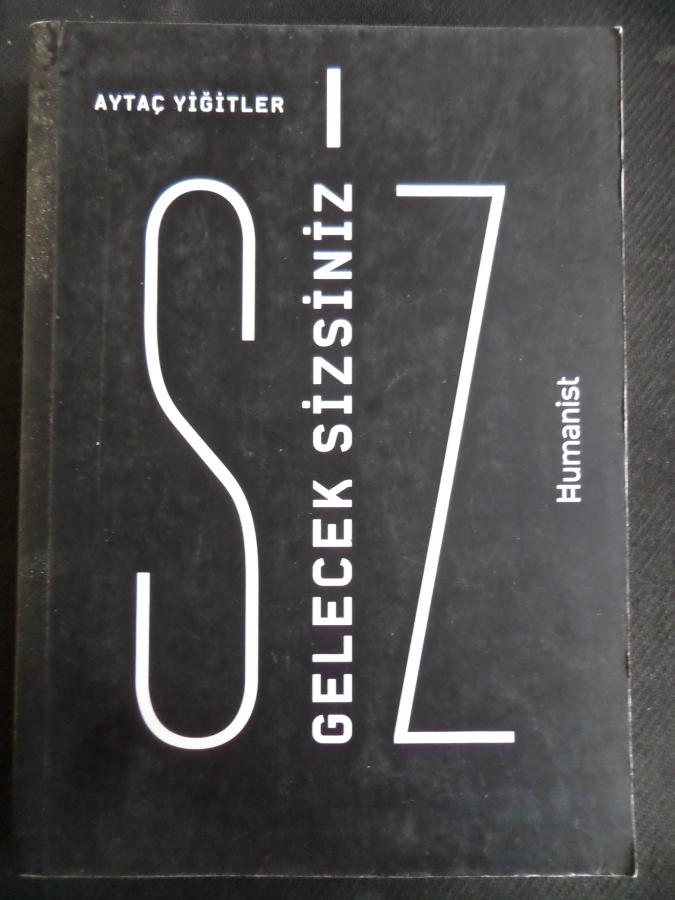 AYTAÇ YİĞİTLER
SİZ
GELECEK SİZSİNİZ
Humanist